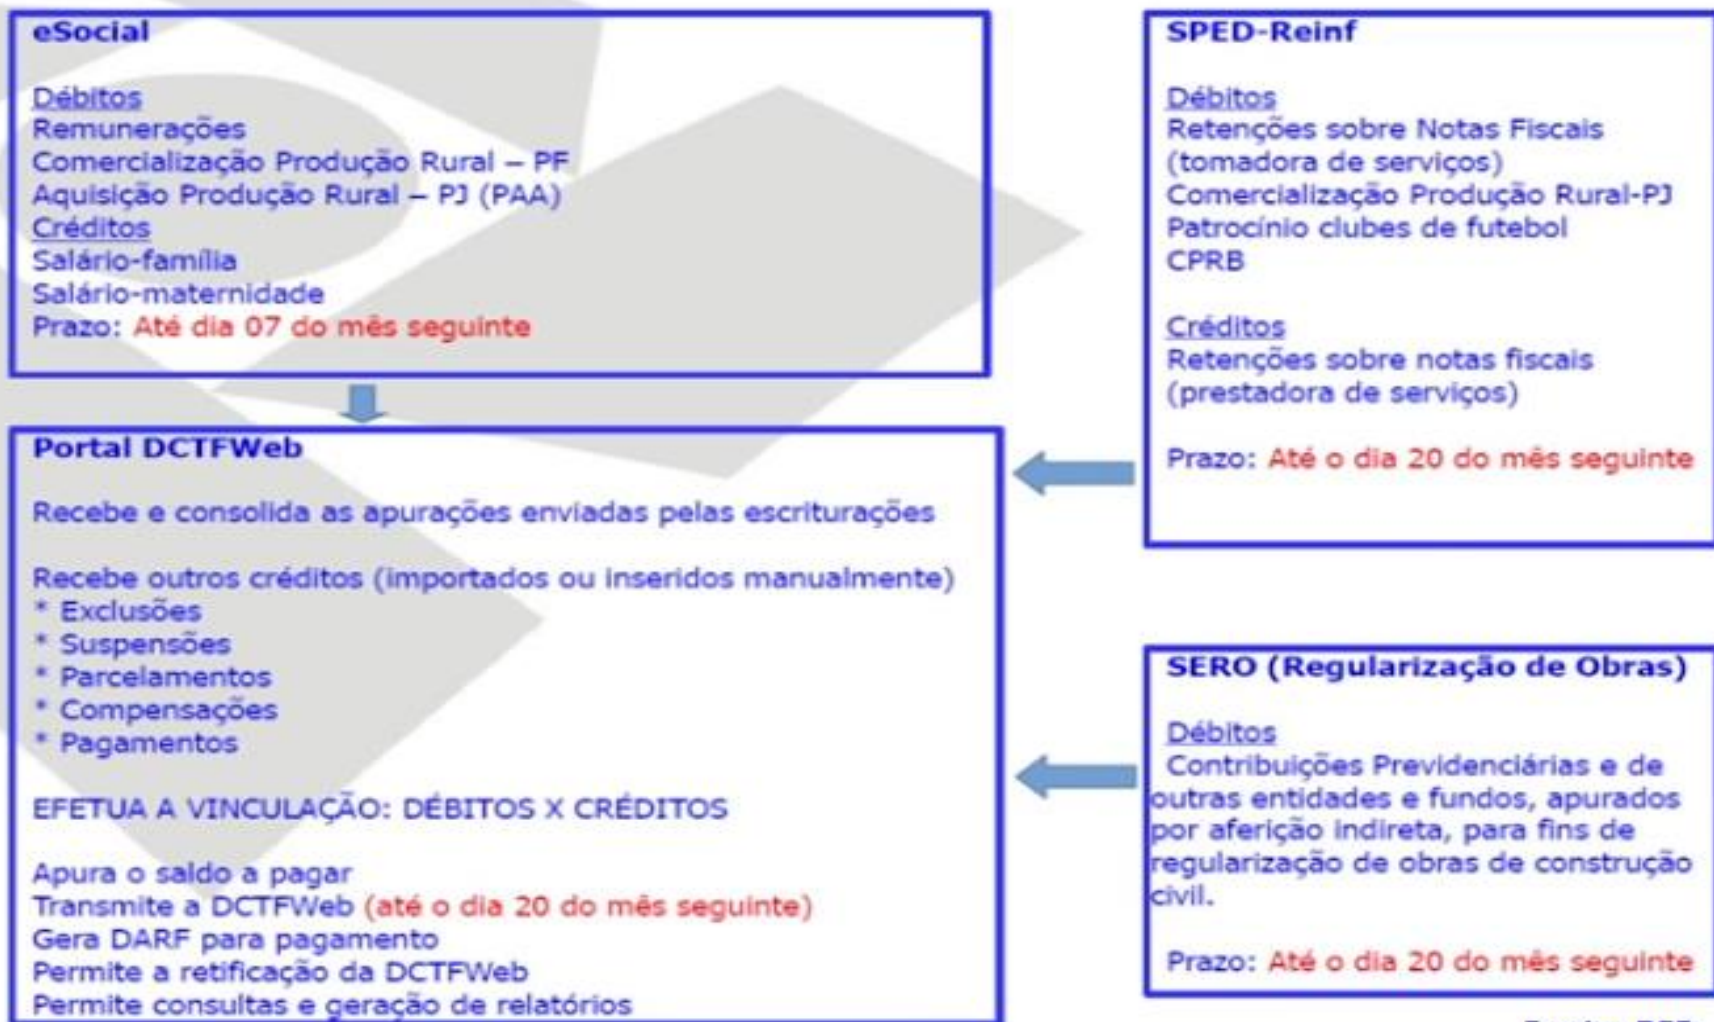 eSocial
Débitos
Remunerações
Comercialização Produção Rural – PF
Aquisição Produção Rural – PJ (PAA)
Créditos
Salário-família
Salário-maternidade
Prazo: Até dia 07 do mês seguinte
SPED-Reinf
Débitos
Retenções sobre Notas Fiscais
(tomadora de serviços)
Comercialização Produção Rural-PJ
Patrocínio clubes de futebol
CPRB
Créditos
Retenções sobre notas fiscais
(prestadora de serviços)
Prazo: Até o dia 20 do mês seguinte
Portal DCTFWeb
Recebe e consolida as apurações enviadas pelas escriturações
Recebe outros créditos (importados ou inseridos manualmente)
* Exclusões
* Suspensões
* Parcelamentos
* Compensações
* Pagamentos
EFETUA A VINCULAÇÃO: DÉBITOS X CRÉDITOS
Apura o saldo a pagar
Transmite a DCTFWeb (até o dia 20 do mês seguinte)
Gera DARF para pagamento
Permite a retificação da DCTFWeb
Permite consultas e geração de relatórios
SERO (Regularização de Obras)
Débitos
Contribuições Previdenciárias e de
outras entidades e fundos, apurados
por aferição indireta, para fins de
regularização de obras de construção
civil.
Prazo: Até o dia 20 do mês seguinte